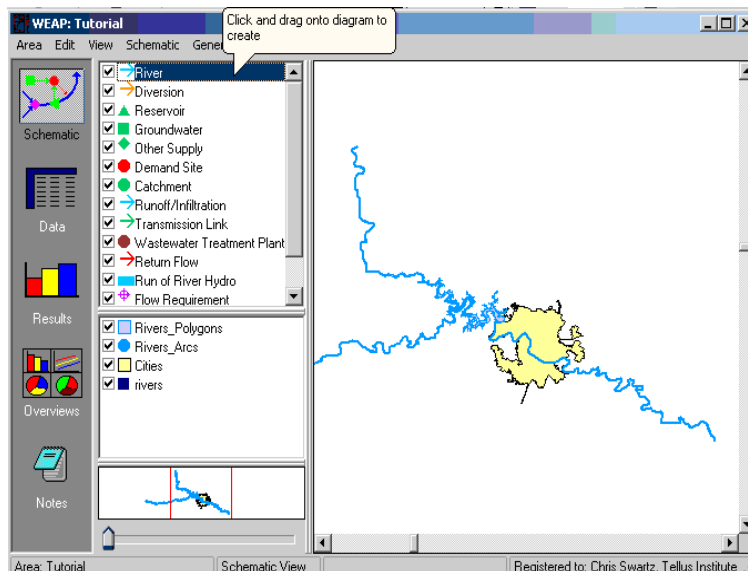 WEAP: Tutorial
Click and drag onto diagram to
create
Area Edit View Schematic Gene
Schematic
Data
Results
Overviews
Notes
River
Diversion
Reservoir
Groundwater
Other Supply
Demand Site
Catchment
Runoff/Infiltration
Transmission Link
Wastewater Treatment Plant
Return Flow
Run of River Hydro
Flow Requirement
Rivers_Polygons
Rivers_Arcs
Cities
rivers
Area: Tutorial
Schematic View
Registered to: Chris Swartz, Tellus Institute